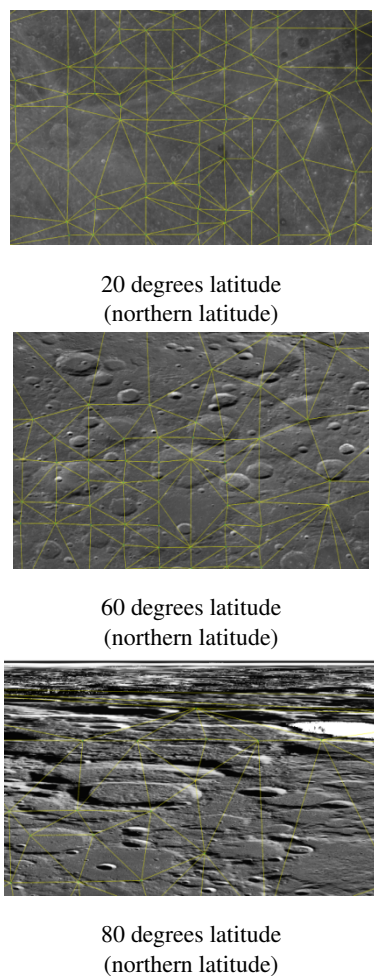 20 degrees latitude
(northern latitude)
60 degrees latitude
(northern latitude)
80 degrees latitude
(northern latitude)